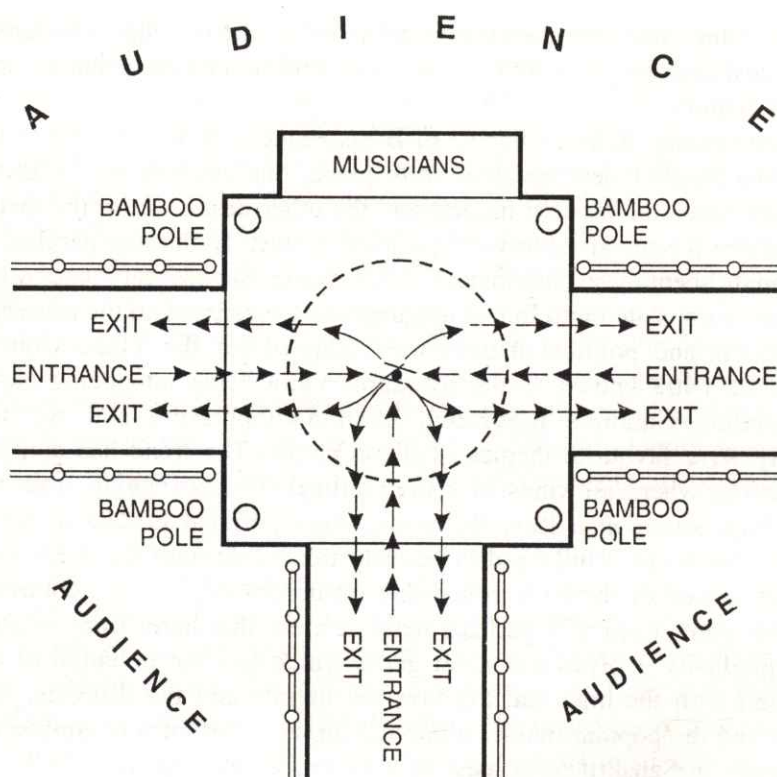 AUDIENCE
MUSICIANS
BAMBOO
POLE
BAMBOO
POLE
EXIT
EXIT
ENTRANCE
ENTRANCE
EXIT
EXIT
BAMBOO
POLE
BAMBOO
POLE
AUDIENCE
EXIT
ENTRANCE
EXIT
AUDIENCE